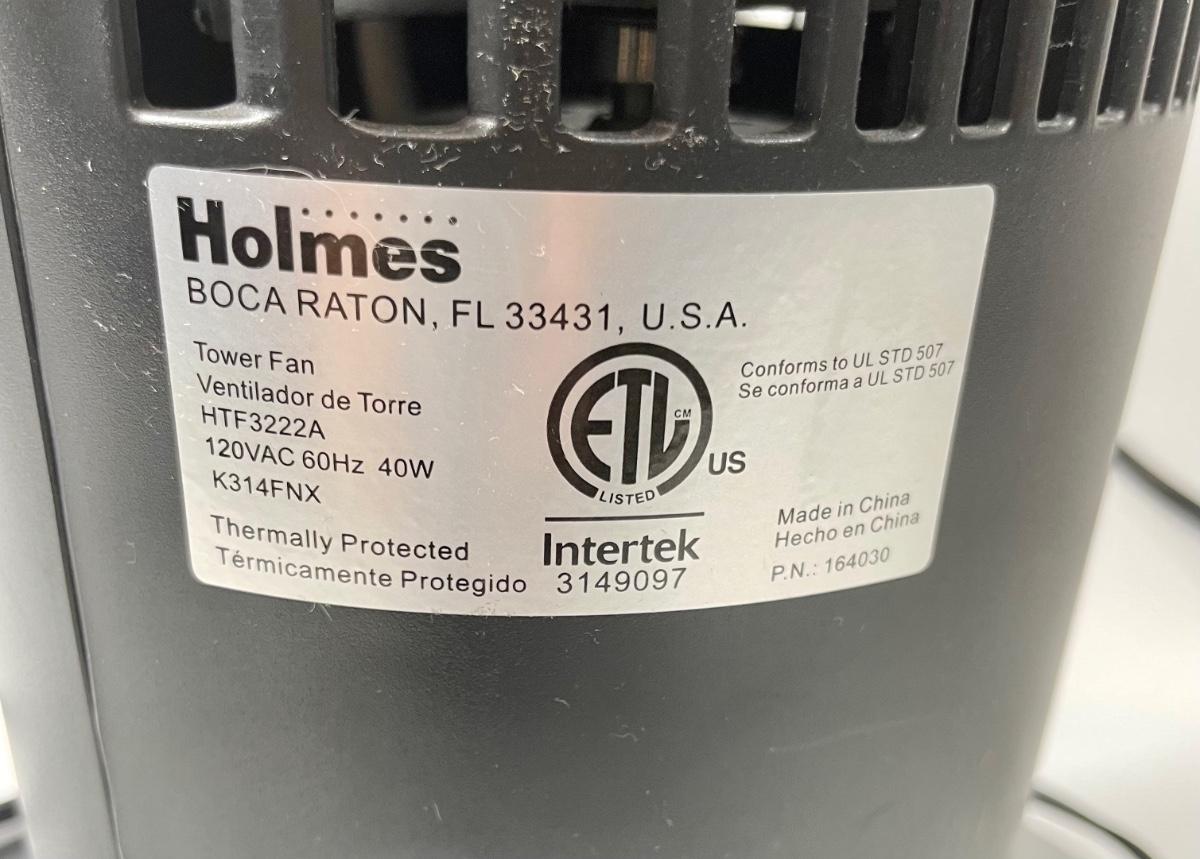 Holmes
BOCA RATON, FL 33431, U.S.A.
Tower Fan
Ventilador de Torre
HTF3222A
120VAC 60Hz 40W
K314FNX
Thermally Protected
Térmicamente Protegido
ETL
CM
LISTED
US
Intertek
3149097
Conforms to UL STD 507
Se conforma a UL STD 507
Made in China
Hecho en China
P.N.: 164030